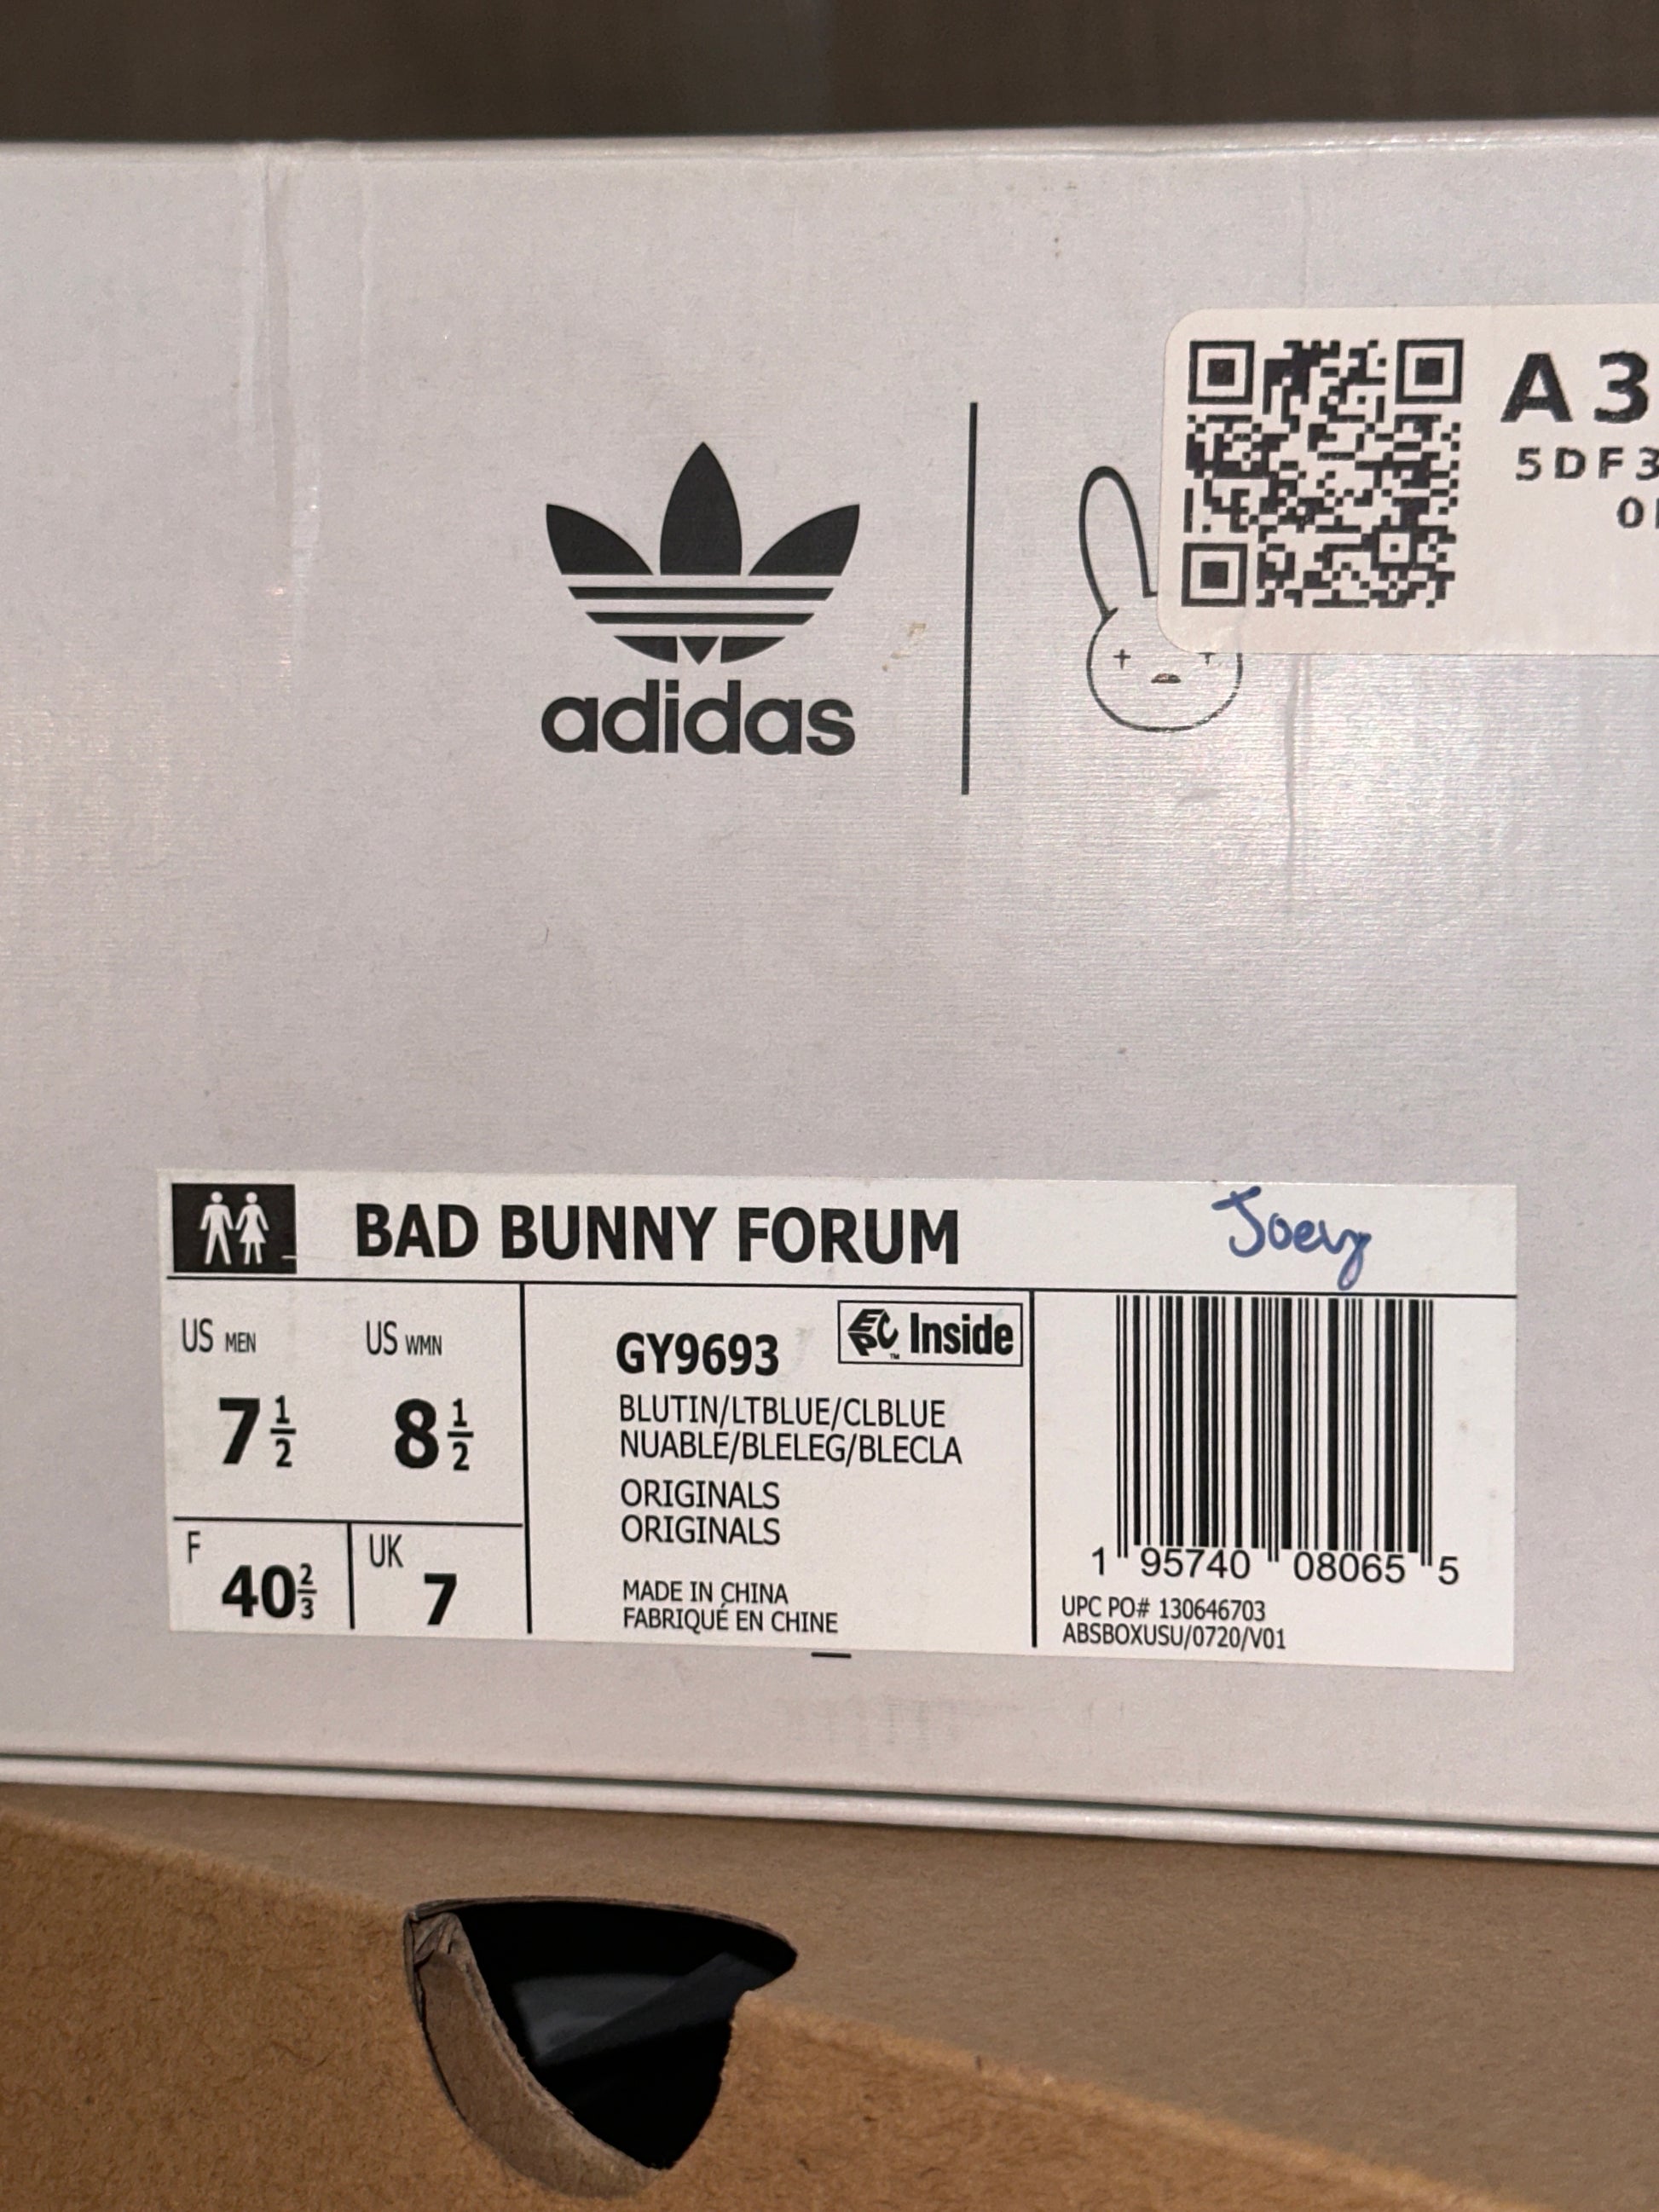 A3
5DF3
adidas
BAD BUNNY FORUM
Joey
US MEN
7 1/2
US WMN
8 1/2
F
40 2/3
UK
7
GY9693
EPC Inside
™
BLUTIN/LTBLUE/CLBLUE
NUABLE/BLELEG/BLECLA
ORIGINALS
ORIGINALS
MADE IN CHINA
FABRIQUÉ EN CHINE
1 95740 08065 5
UPC PO# 130646703
ABSBOXUSU/0720/V01